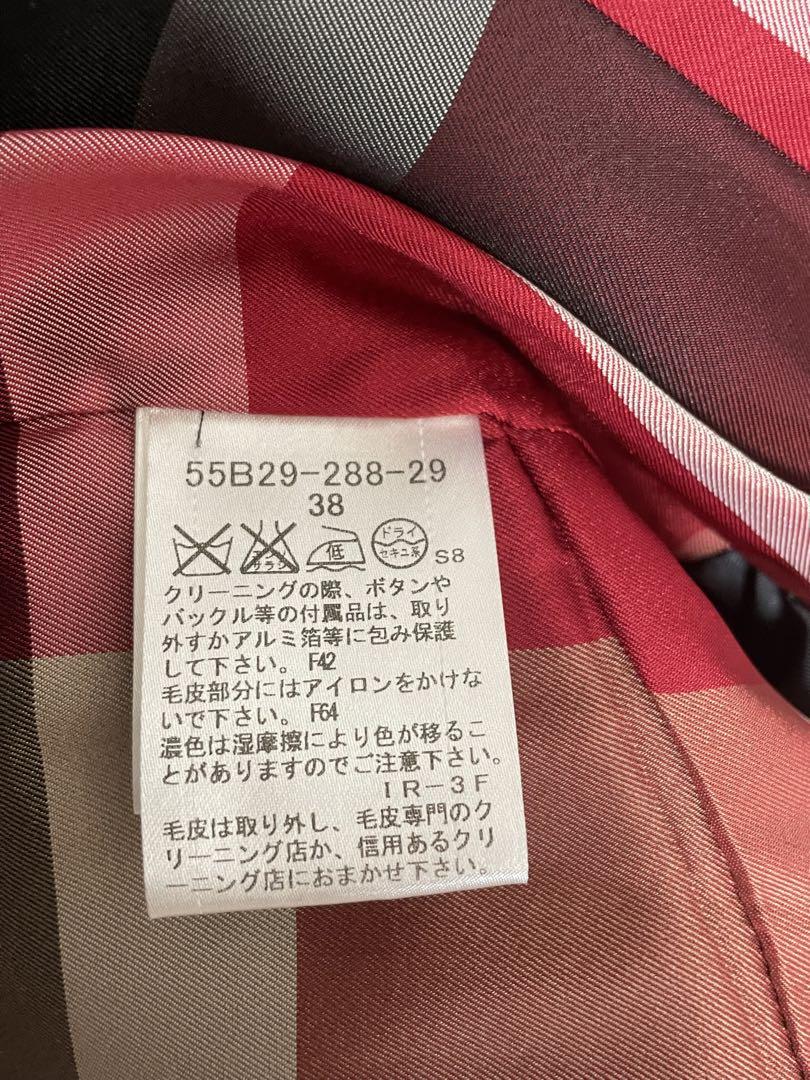 55B29-288-29
38
エンソ
サラシ
低
ドライ
セキユ系
S8
クリーニングの際、ボタンや
バックル等の付属品は、取り
外すかアルミ箔等に包み保護
して下さい。 F42
毛皮部分にはアイロンをかけな
いで下さい。 F64
濃色は湿摩擦により色が移るこ
とがありますのでご注意下さい。
IR-3F
毛皮は取り外し、毛皮専門のク
リーニング店か、信用あるクリ
ーニング店におまかせ下さい。